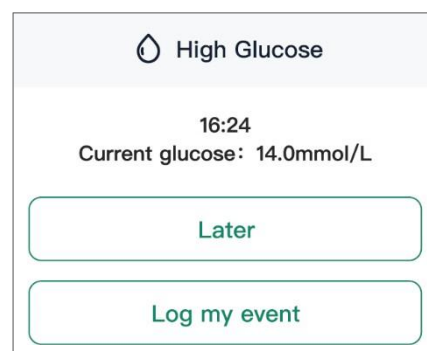 High Glucose
16:24
Current glucose: 14.0mmol/L
Later
Log my event